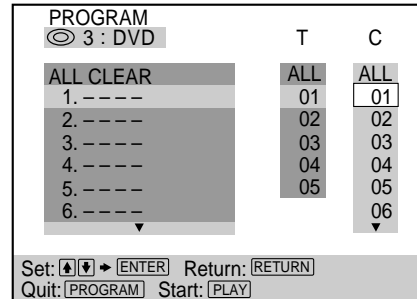 PROGRAM
3 : DVD T C
ALL CLEAR ALL ALL
1. – – – – 01 01
2. – – – – 02 02
3. – – – – 03 03
4. – – – – 04 04
5. – – – – 05 05
6. – – – – 06
Set: ENTER Return: RETURN
Quit: PROGRAM Start: PLAY